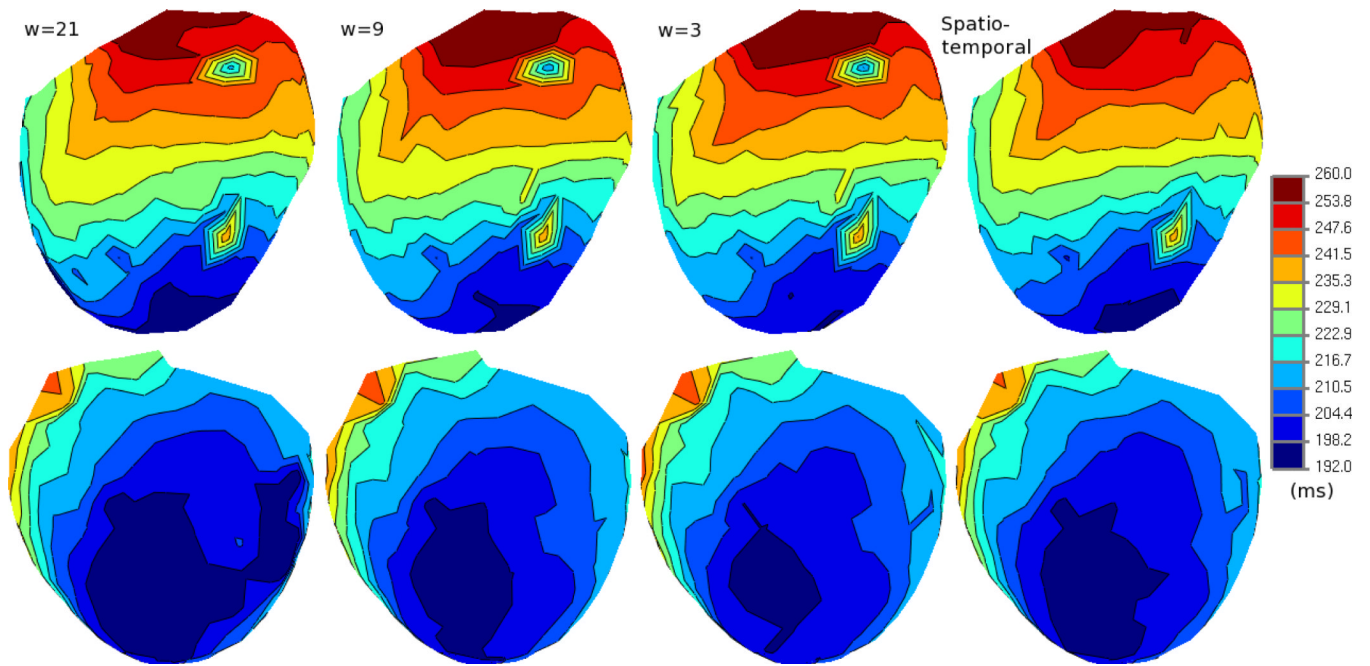 w=21
w=9
w=3
Spatio-
temporal
260.0
253.8
247.6
241.5
235.3
229.1
222.9
216.7
210.5
204.4
198.2
192.0
(ms)